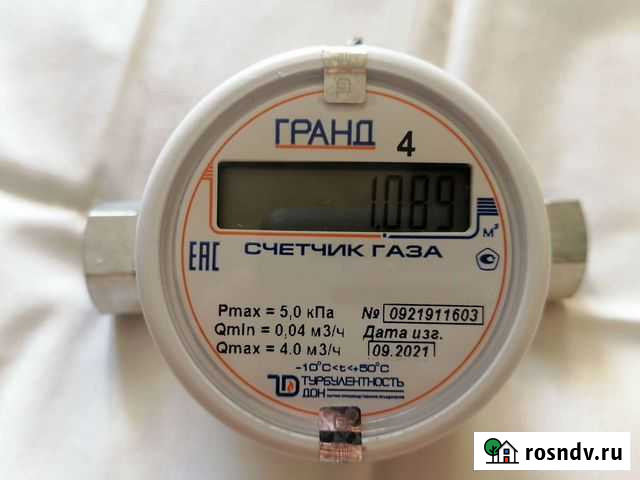 ГРАНД 4
1.089
м³
EAC
СЧЕТЧИК ГАЗА
Pmax = 5,0 кПа
Qmin = 0,04 м3/ч
Qmax = 4.0 м3/ч
№ 0921911603
Дата изг.
09.2021
-10°C<t<+50°C
ТУРБУЛЕНТНОСТЬ
ДОН
rosndv.ru